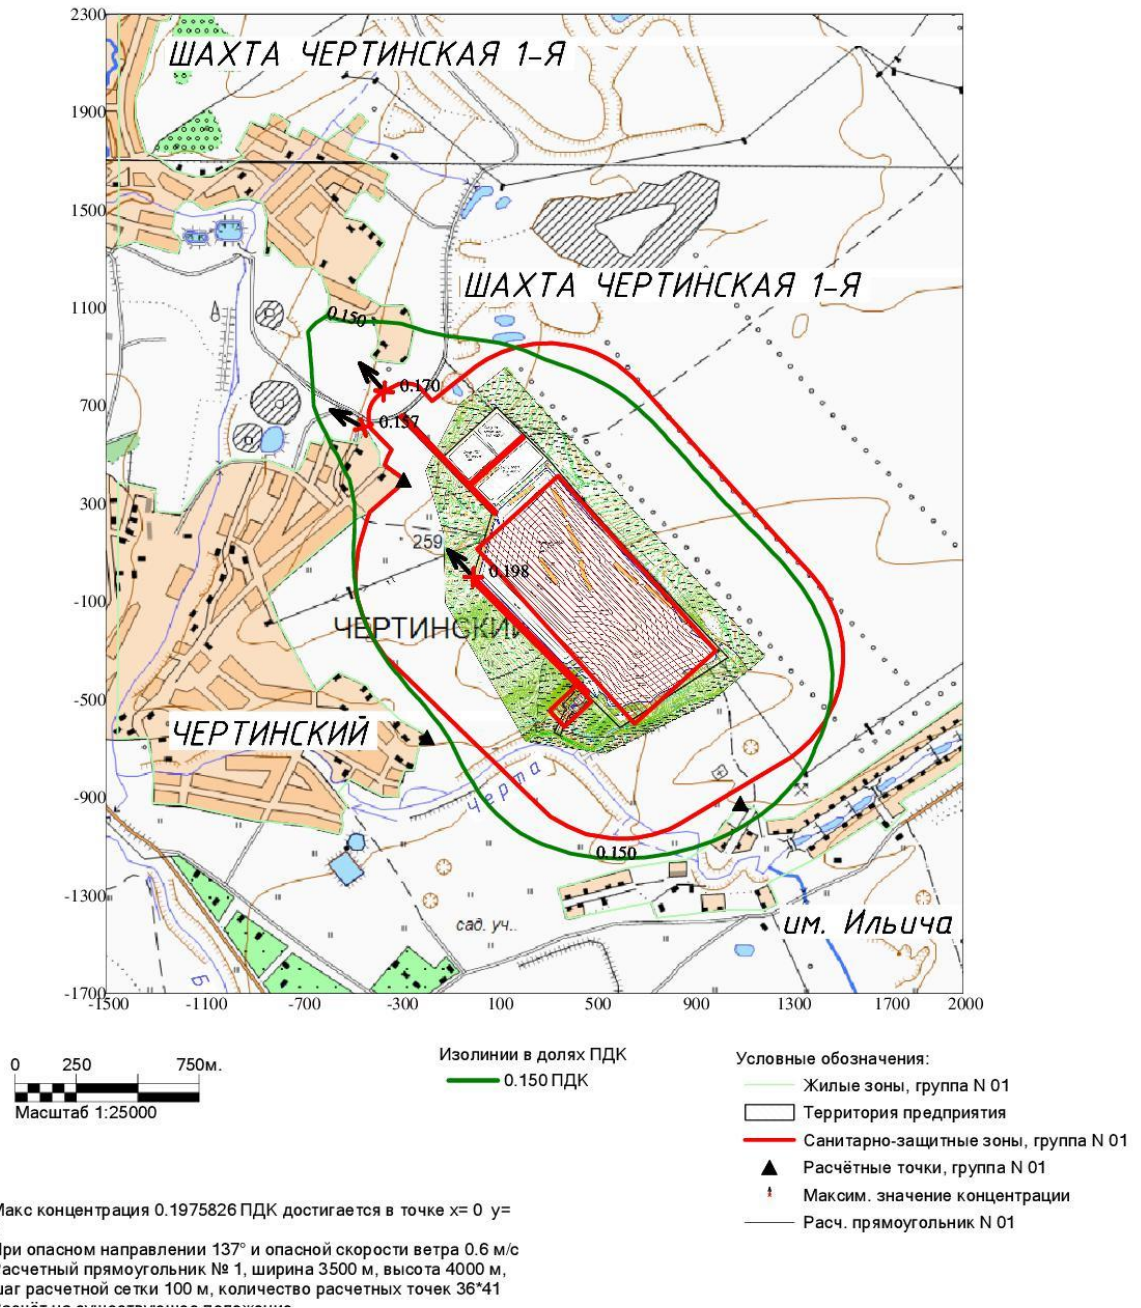 2300
ШАХТА ЧЕРТИНСКАЯ 1-Я
1900
1500
ШАХТА ЧЕРТИНСКАЯ 1-Я
1100
0.150
700
0.170
0.157
300
259
0.198
-100
ЧЕРТИНСКИЙ
-500
ЧЕРТИНСКИЙ
-900
Черта
0.150
-1300
сад. уч..
им. Ильича
Б
-1700
-1500 -1100 -700 -300 100 500 900 1300 1700 2000
0 250 750м.
Масштаб 1:25000
Изолинии в долях ПДК
0.150 ПДК
Условные обозначения:
Жилые зоны, группа N 01
Территория предприятия
Санитарно-защитные зоны, группа N 01
Расчётные точки, группа N 01
Максим. значение концентрации
Расч. прямоугольник N 01
Макс концентрация 0.1975826 ПДК достигается в точке x= 0 y=
При опасном направлении 137° и опасной скорости ветра 0.6 м/с
Расчетный прямоугольник № 1, ширина 3500 м, высота 4000 м,
шаг расчетной сетки 100 м, количество расчетных точек 36*41